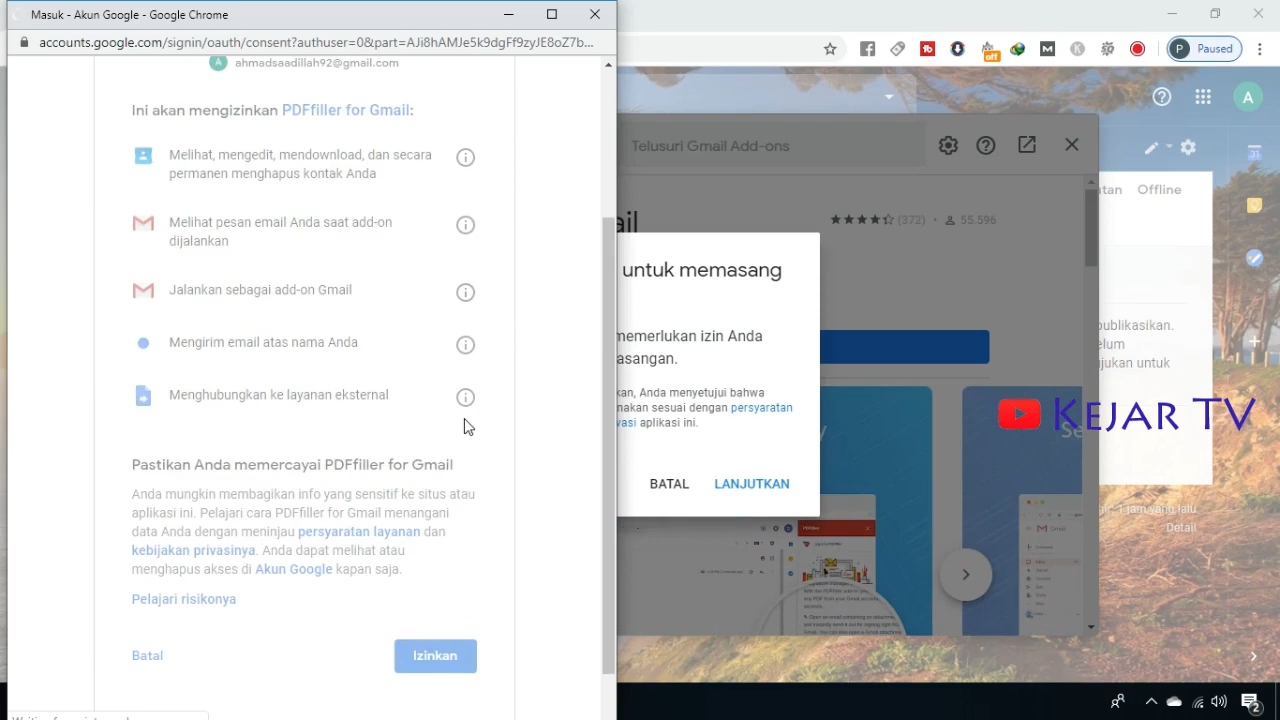 Masuk - Akun Google - Google Chrome
accounts.google.com/signin/oauth/consent?authuser=0&part=AJi8hAMJe5k9dgFf9zyJE8oZ7b...
ahmadsaadillah92@gmail.com
Ini akan mengizinkan PDFfiller for Gmail:
Melihat, mengedit, mendownload, dan secara
permanen menghapus kontak Anda
Melihat pesan email Anda saat add-on
dijalankan
Jalankan sebagai add-on Gmail
Mengirim email atas nama Anda
Menghubungkan ke layanan eksternal
Pastikan Anda memercayai PDFfiller for Gmail
Anda mungkin membagikan info yang sensitif ke situs atau
aplikasi ini. Pelajari cara PDFfiller for Gmail menangani
data Anda dengan meninjau persyaratan layanan dan
kebijakan privasinya. Anda dapat melihat atau
menghapus akses di Akun Google kapan saja.
Pelajari risikonya
Batal
Izinkan
off
P Paused
A
Telusuri Gmail Add-ons
ail
(372)
55.596
untuk memasang
memerlukan izin Anda
asangan.
kan, Anda menyetujui bahwa
nakan sesuai dengan persyaratan
vasi aplikasi ini.
BATAL
LANJUTKAN
tan
Offline
publikasikan.
elum
jukan untuk
Kejar TV
1 jam yang lalu
Detail
2